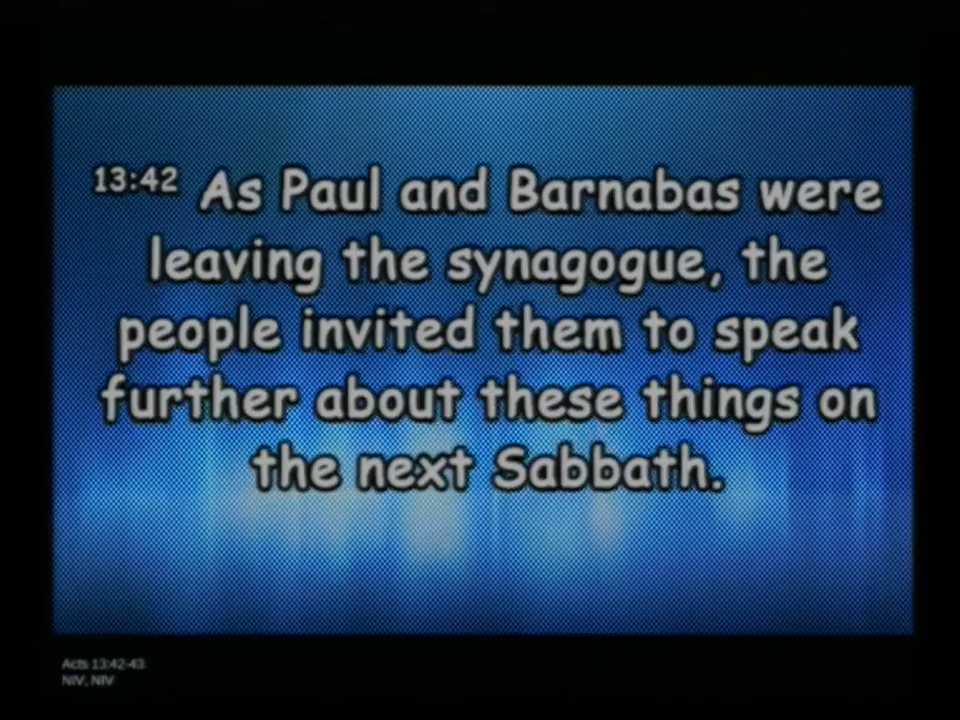 13:42 As Paul and Barnabas were
leaving the synagogue, the
people invited them to speak
further about these things on
the next Sabbath.
Acts 13:42-43
NIV, NIV